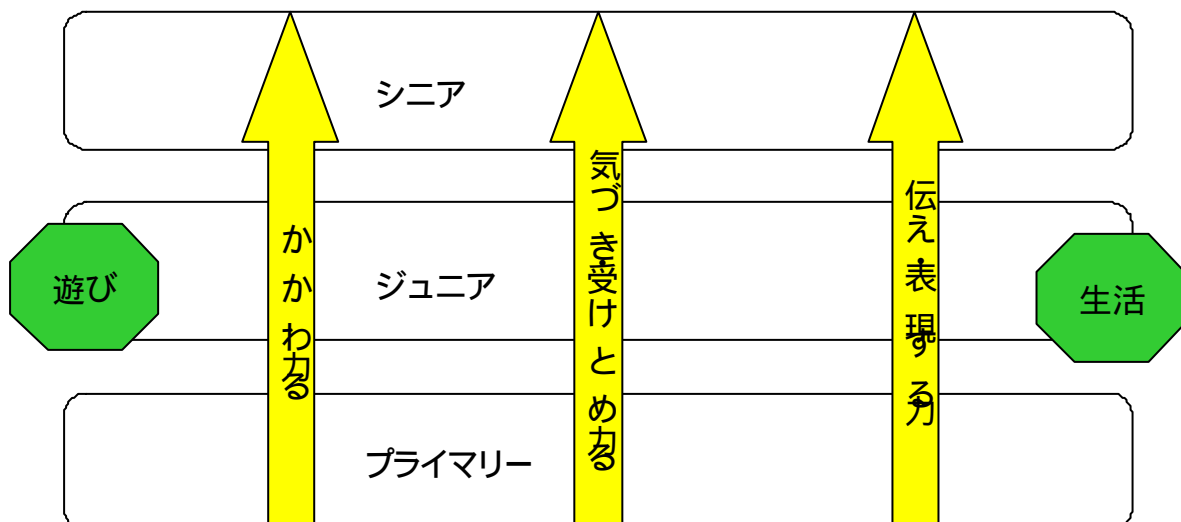 シニア
かかわる力
気づき・受けとめる力
伝え・表現する力
遊び
ジュニア
生活
プライマリー